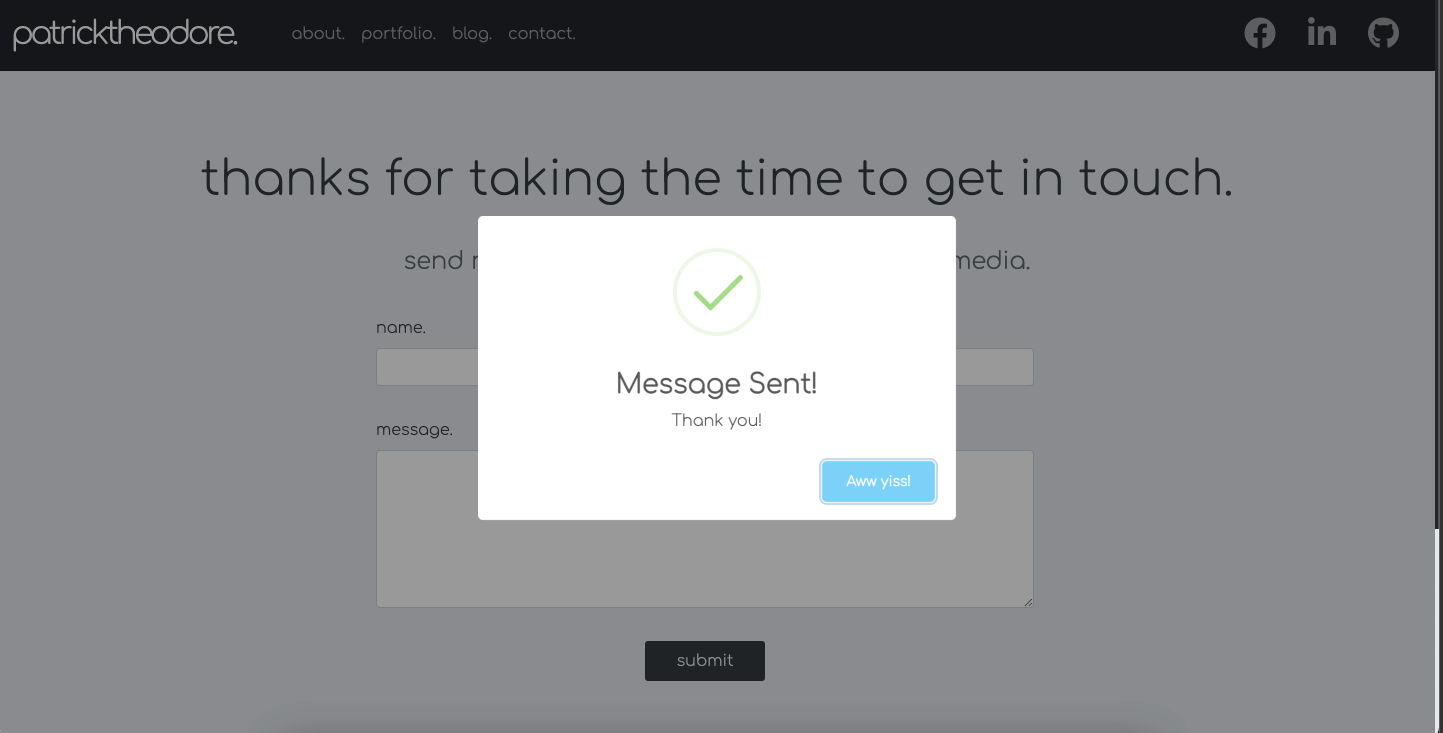 patricktheodore.
about. portfolio. blog. contact.
thanks for taking the time to get in touch.
send media.
name.
Message Sent!
Thank you!
message.
Aww yiss!
submit